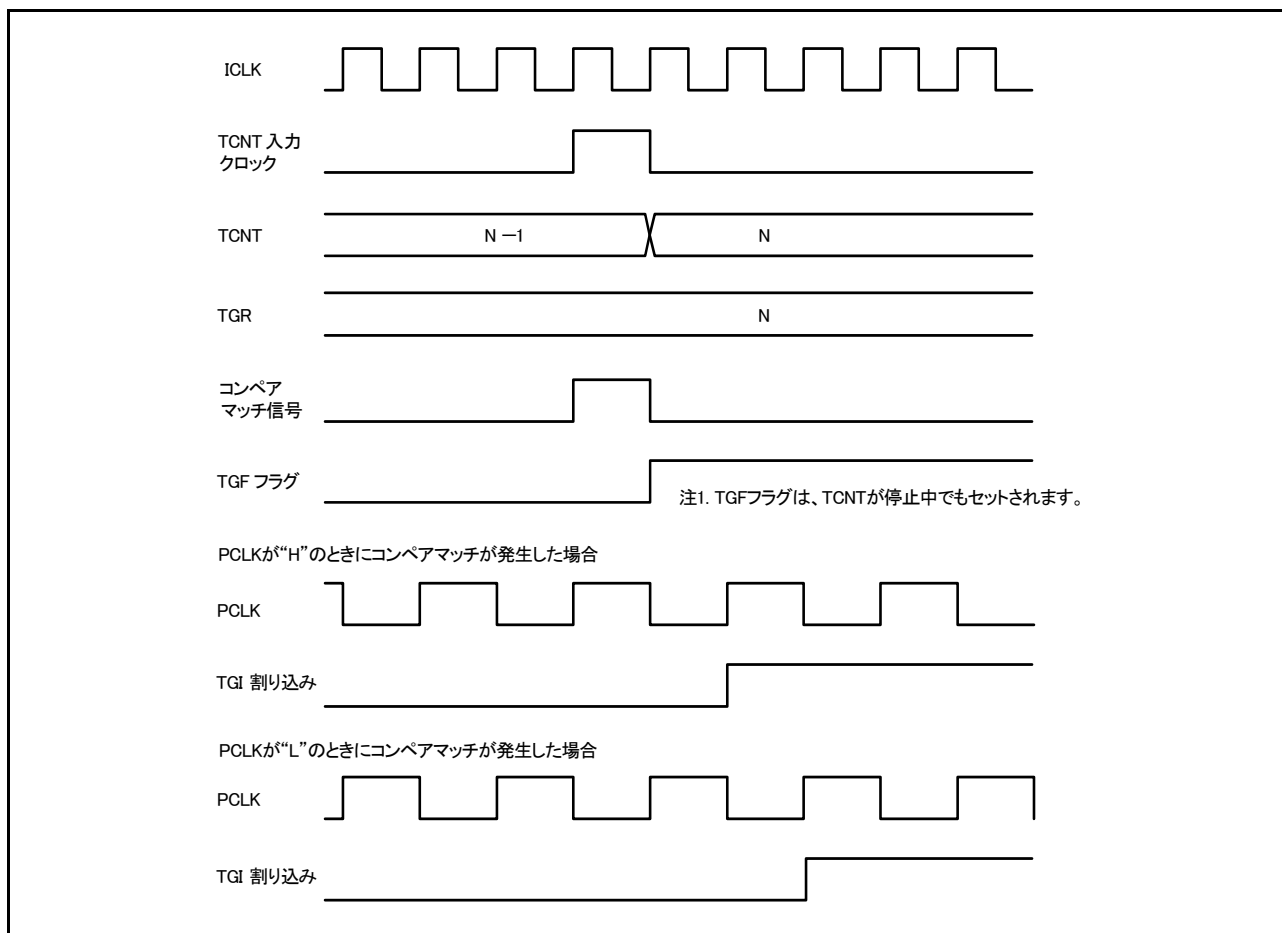 ICLK
TCNT 入力
クロック
TCNT
N－1
N
TGR
N
コンペア
マッチ信号
TGF フラグ
注1. TGFフラグは、TCNTが停止中でもセットされます。
PCLKが“H”のときにコンペアマッチが発生した場合
PCLK
TGI 割り込み
PCLKが“L”のときにコンペアマッチが発生した場合
PCLK
TGI 割り込み